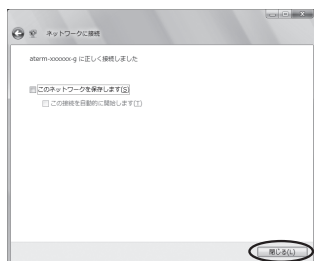 ネットワークに接続
aterm-xxxxxx-g に正しく接続しました
このネットワークを保存します(S)
この接続を自動的に開始します(T)
閉じる(L)